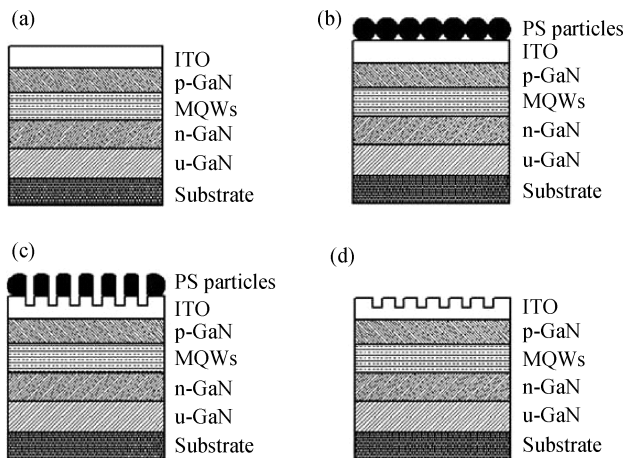 (a)
ITO
p-GaN
MQWs
n-GaN
u-GaN
Substrate
(b)
PS particles
ITO
p-GaN
MQWs
n-GaN
u-GaN
Substrate
(c)
PS particles
ITO
p-GaN
MQWs
n-GaN
u-GaN
Substrate
(d)
ITO
p-GaN
MQWs
n-GaN
u-GaN
Substrate